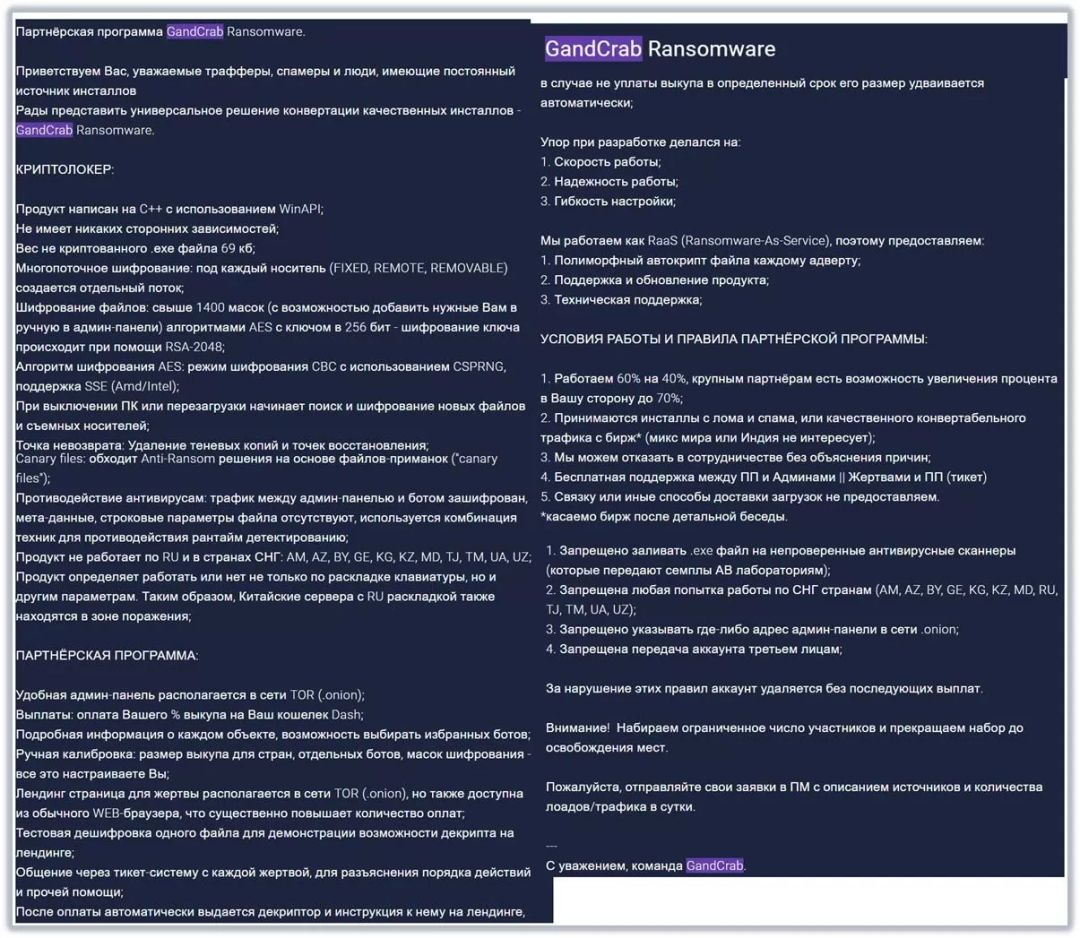 Партнёрская программа GandCrab Ransomware.
Приветствуем Вас, уважаемые трафферы, спамеры и люди, имеющие постоянный
источник инсталлов
Рады представить универсальное решение конвертации качественных инсталлов -
GandCrab Ransomware.
КРИПТОЛОКЕР:
Продукт написан на C++ с использованием WinAPI;
Не имеет никаких сторонних зависимостей;
Вес не криптованного .exe файла 69 кб;
Многопоточное шифрование: под каждый носитель (FIXED, REMOTE, REMOVABLE)
создается отдельный поток;
Шифрование файлов: свыше 1400 масок (с возможностью добавить нужные Вам в
ручную в админ-панели) алгоритмами AES с ключом в 256 бит - шифрование ключа
происходит при помощи RSA-2048;
Алгоритм шифрования AES: режим шифрования CBC с использованием CSPRNG,
поддержка SSE (Amd/Intel);
При выключении ПК или перезагрузки начинает поиск и шифрование новых файлов
и съемных носителей;
Точка невозврата: Удаление теневых копий и точек восстановления;
Canary files: обходит Anti-Ransom решения на основе файлов-приманок ("canary
files");
Противодействие антивирусам: трафик между админ-панелью и ботом зашифрован,
мета-данные, строковые параметры файла отсутствуют, используется комбинация
техник для противодействия рантайм детектированию;
Продукт не работает по RU и в странах СНГ: AM, AZ, BY, GE, KG, KZ, MD, TJ, TM, UA, UZ;
Продукт определяет работать или нет не только по раскладке клавиатуры, но и
другим параметрам. Таким образом, Китайские сервера с RU раскладкой также
находятся в зоне поражения;
ПАРТНЁРСКАЯ ПРОГРАММА:
Удобная админ-панель располагается в сети TOR (.onion);
Выплаты: оплата Вашего % выкупа на Ваш кошелек Dash;
Подробная информация о каждом объекте, возможность выбирать избранных ботов;
Ручная калибровка: размер выкупа для стран, отдельных ботов, масок шифрования -
все это настраиваете Вы;
Лендинг страница для жертвы располагается в сети TOR (.onion), но также доступна
из обычного WEB-браузера, что существенно повышает количество оплат;
Тестовая дешифровка одного файла для демонстрации возможности декрипта на
лендинге;
Общение через тикет-систему с каждой жертвой, для разъяснения порядка действий
и прочей помощи;
После оплаты автоматически выдается декриптор и инструкция к нему на лендинге,
GandCrab Ransomware
в случае не уплаты выкупа в определенный срок его размер удваивается
автоматически;
Упор при разработке делался на:
1. Скорость работы;
2. Надежность работы;
3. Гибкость настройки;
Мы работаем как RaaS (Ransomware-As-Service), поэтому предоставляем:
1. Полиморфный автокрипт файла каждому адверту;
2. Поддержка и обновление продукта;
3. Техническая поддержка;
УСЛОВИЯ РАБОТЫ И ПРАВИЛА ПАРТНЁРСКОЙ ПРОГРАММЫ:
1. Работаем 60% на 40%, крупным партнёрам есть возможность увеличения процента
в Вашу сторону до 70%;
2. Принимаются инсталлы с лома и спама, или качественного конвертабельного
трафика с бирж* (микс мира или Индия не интересует);
3. Мы можем отказать в сотрудничестве без объяснения причин;
4. Бесплатная поддержка между ПП и Админами || Жертвами и ПП (тикет)
5. Связку или иные способы доставки загрузок не предоставляем.
*касаемо бирж после детальной беседы.
1. Запрещено заливать .exe файл на непроверенные антивирусные сканнеры
(которые передают семплы АВ лабораториям);
2. Запрещена любая попытка работы по СНГ странам (AM, AZ, BY, GE, KG, KZ, MD, RU,
TJ, TM, UA, UZ);
3. Запрещено указывать где-либо адрес админ-панели в сети .onion;
4. Запрещена передача аккаунта третьем лицам;
За нарушение этих правил аккаунт удаляется без последующих выплат.
Внимание! Набираем ограниченное число участников и прекращаем набор до
освобождения мест.
Пожалуйста, отправляйте свои заявки в ПМ с описанием источников и количества
лоадов/трафика в сутки.
---
С уважением, команда GandCrab.